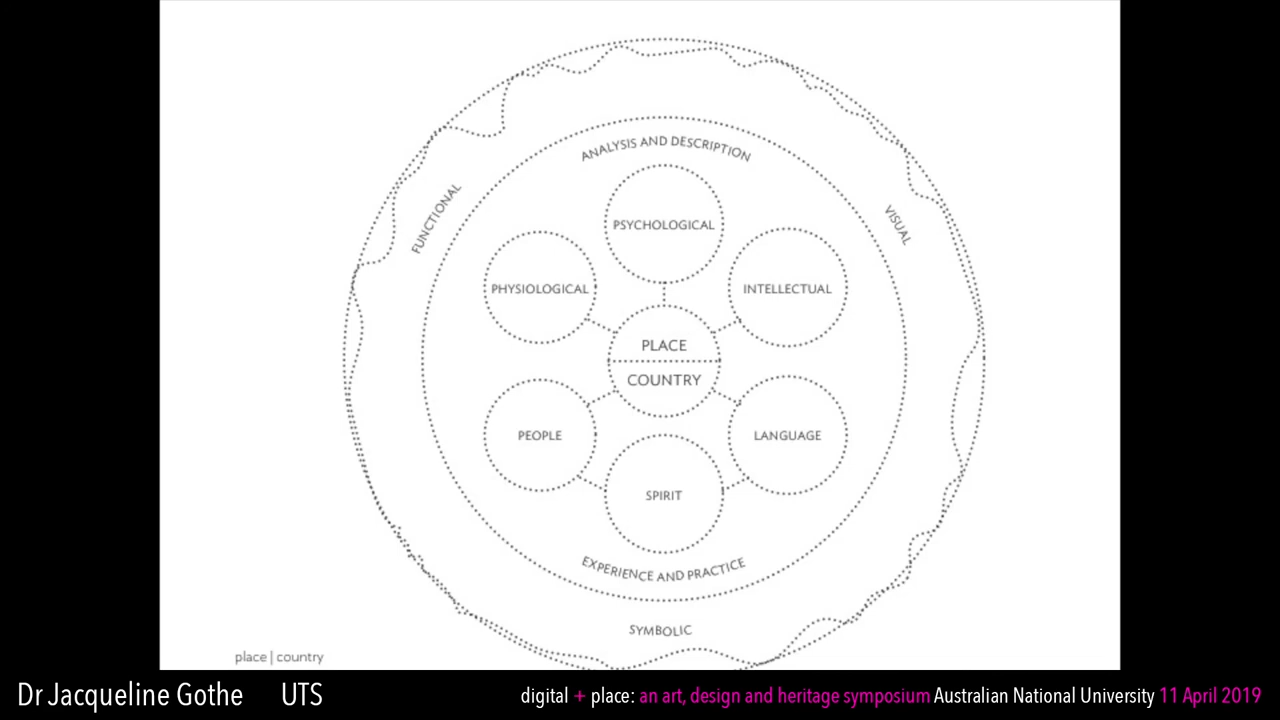 ANALYSIS AND DESCRIPTION
FUNCTIONAL
VISUAL
PSYCHOLOGICAL
PHYSIOLOGICAL
INTELLECTUAL
PLACE
COUNTRY
PEOPLE
LANGUAGE
SPIRIT
EXPERIENCE AND PRACTICE
SYMBOLIC
place | country
Dr Jacqueline Gothe UTS
digital + place: an art, design and heritage symposium Australian National University 11 April 2019